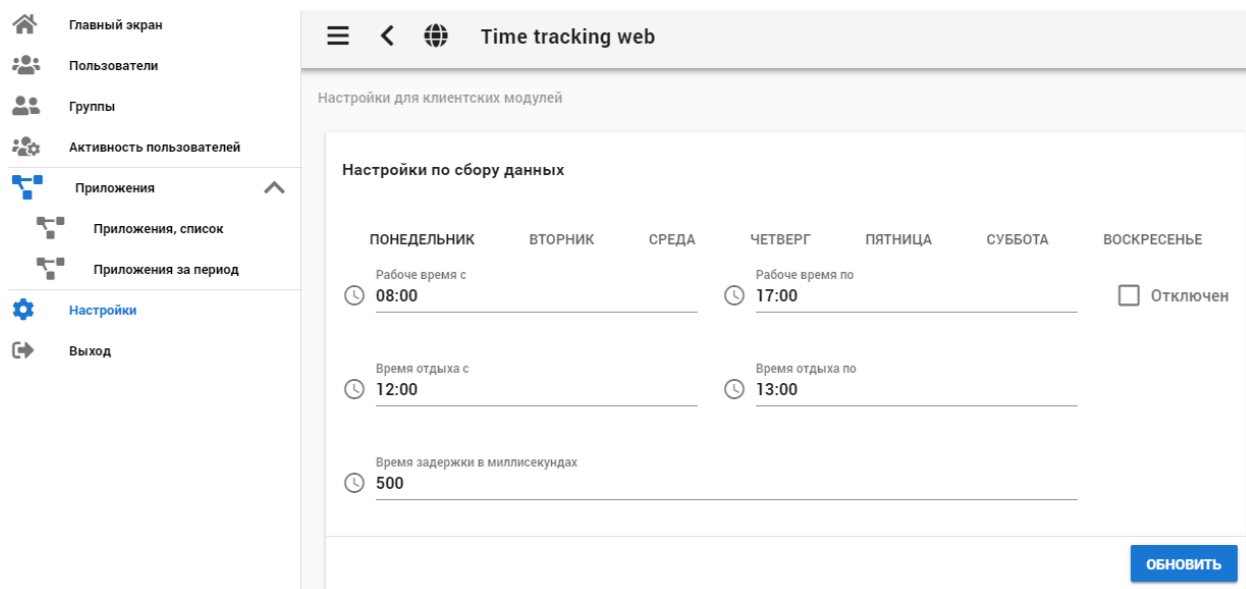 Главный экран
Пользователи
Группы
Активность пользователей
Приложения
Приложения, список
Приложения за период
Настройки
Выход
Time tracking web
Настройки для клиентских модулей
Настройки по сбору данных
ПОНЕДЕЛЬНИК ВТОРНИК СРЕДА ЧЕТВЕРГ ПЯТНИЦА СУББОТА ВОСКРЕСЕНЬЕ
Рабоче время с Рабоче время по
08:00 17:00 Отключен
Время отдыха с Время отдыха по
12:00 13:00
Время задержки в миллисекундах
500
ОБНОВИТЬ